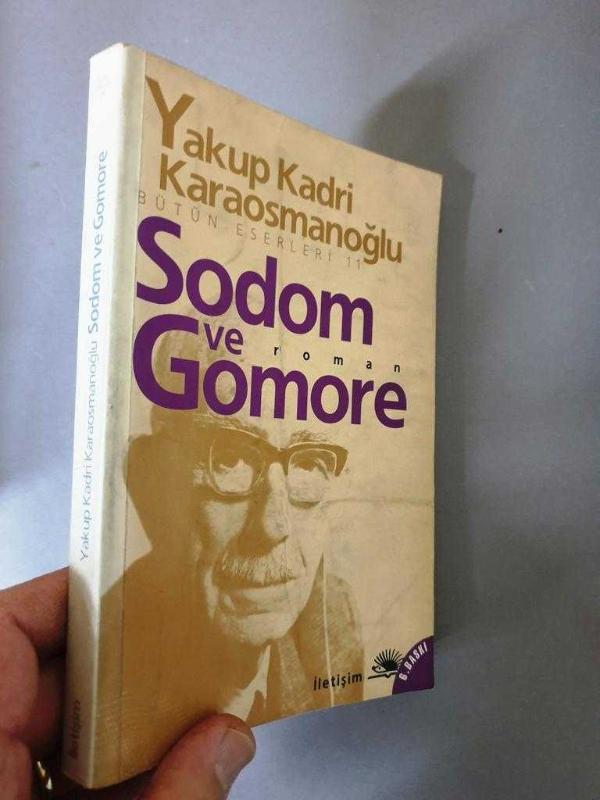 Yakup Kadri
Karaosmanoğlu
BÜTÜN ESERLERİ 11
Sodom
ve
roman
Gomore
İletişim
6. BASKI
Yakup Kadri Karaosmanoğlu Sodom ve Gomore
İletişim